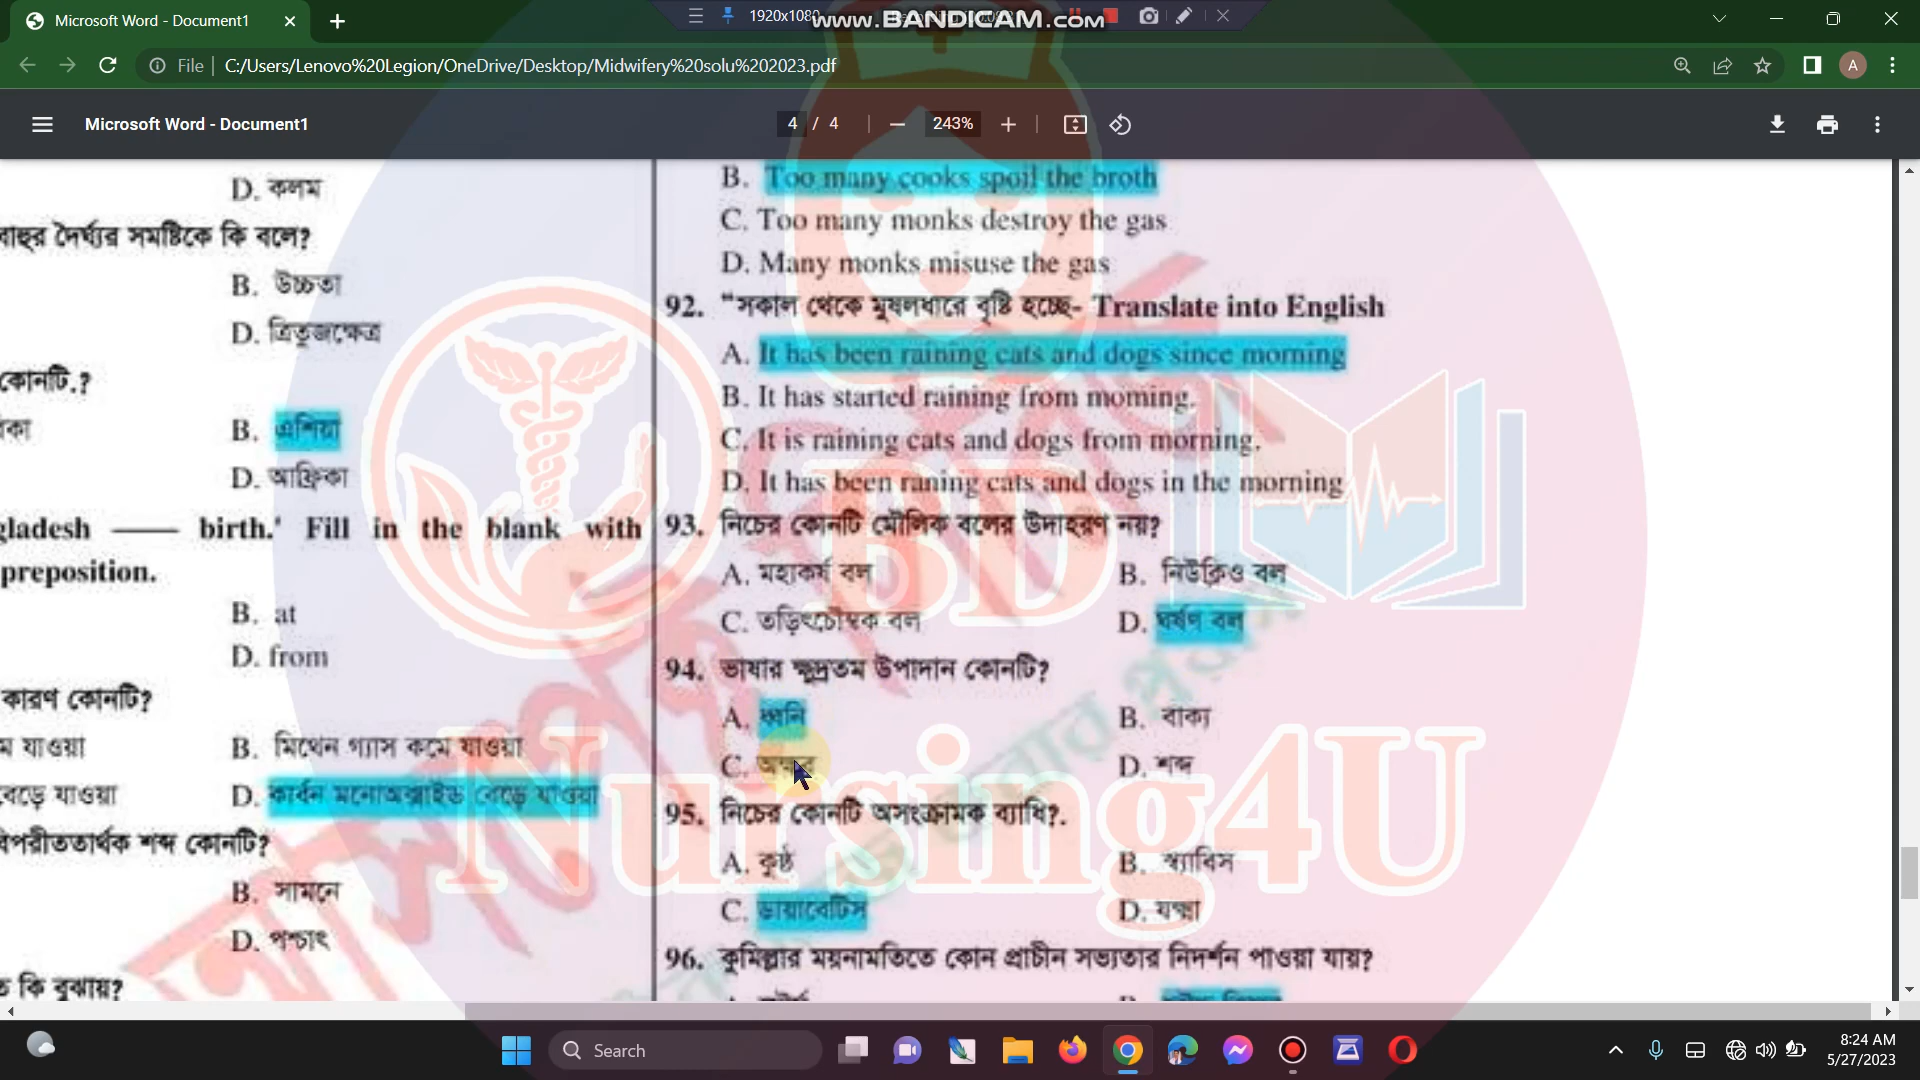 Microsoft Word - Document1
1920x1080
www.BANDICAM.com
File
C:/Users/Lenovo%20Legion/OneDrive/Desktop/Midwifery%20solu%202023.pdf
A
Microsoft Word - Document1
4 / 4
243%
D. কলম
বাহুর দৈর্ঘ্যের সমষ্টিকে কি বলে?
B. উচ্চতা
D. ত্রিভুজক্ষেত্র
কোনটি.?
B. এশিয়া
D. আফ্রিকা
gladesh —— birth.' Fill in the blank with
preposition.
B. at
D. from
কারণ কোনটি?
যাওয়া
B. মিথেন গ্যাস কমে যাওয়া
বেড়ে যাওয়া
D. কার্বন মনোঅক্সাইড বেড়ে যাওয়া
বিপরীতার্থক শব্দ কোনটি?
B. সামনে
D. পশ্চাৎ
কি বুঝায়?
B. Too many cooks spoil the broth
C. Too many monks destroy the gas
D. Many monks misuse the gas
92. "সকাল থেকে মুষলধারে বৃষ্টি হচ্ছে- Translate into English
A. It has been raining cats and dogs since morning
B. It has started raining from morning.
C. It is raining cats and dogs from morning.
D. It has been raning cats and dogs in the morning
93. নিচের কোনটি মৌলিক বলের উদাহরণ নয়?
A. মহাকর্ষ বল
B. নিউক্লিও বল
C. তড়িৎচৌম্বক বল
D. ঘর্ষণ বল
94. ভাষার ক্ষুদ্রতম উপাদান কোনটি?
A. ধ্বনি
B. বাক্য
C.
D. শব্দ
95. নিচের কোনটি অসংক্রামক ব্যাধি?.
A. কুষ্ঠ
B. স্ক্যাবিস
C. ডায়াবেটিস
D. যক্ষ্মা
96. কুমিল্লার ময়নামতিতে কোন প্রাচীন সভ্যতার নিদর্শন পাওয়া যায়?
BD
Nursing4U
Search
8:24 AM
5/27/2023